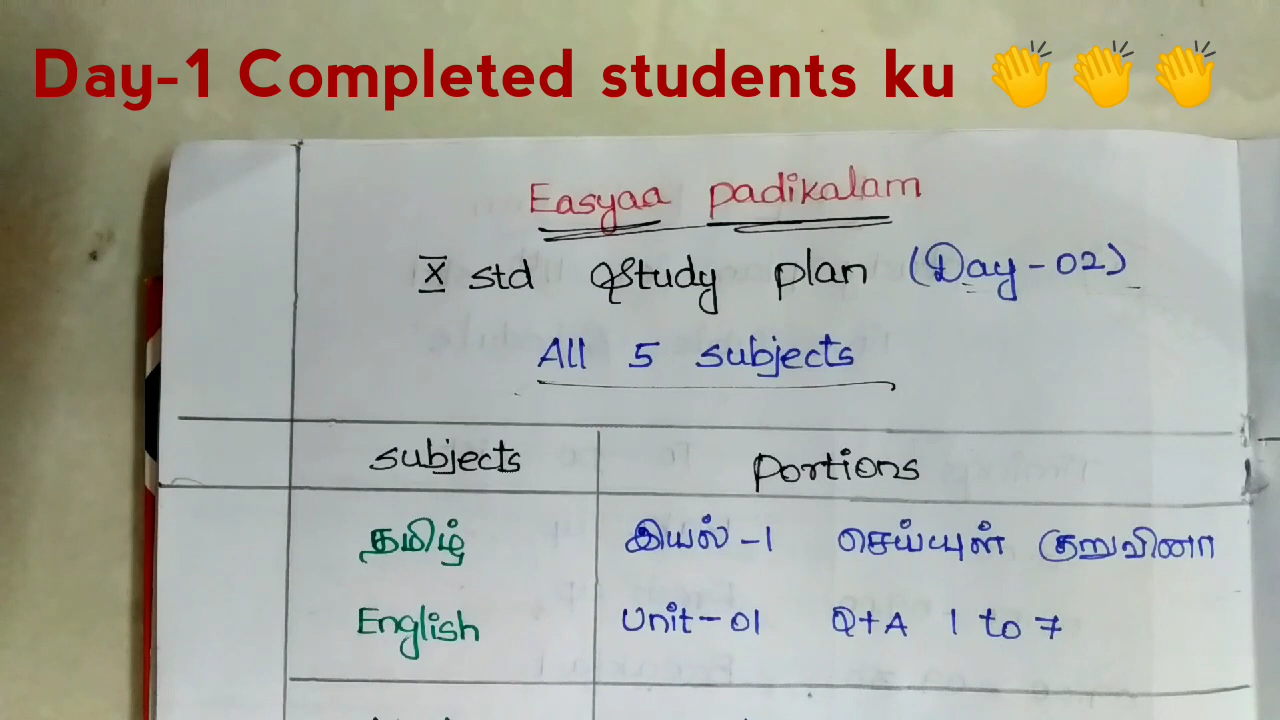 Day-1 Completed students ku 👏 👏 👏
Easyaa padikalam
X std Study plan (Day-02)
All 5 subjects
subjects portions
தமிழ் இயல்-1 செய்யுள் குறுவினா
English Unit-01 Q+A 1 to 7